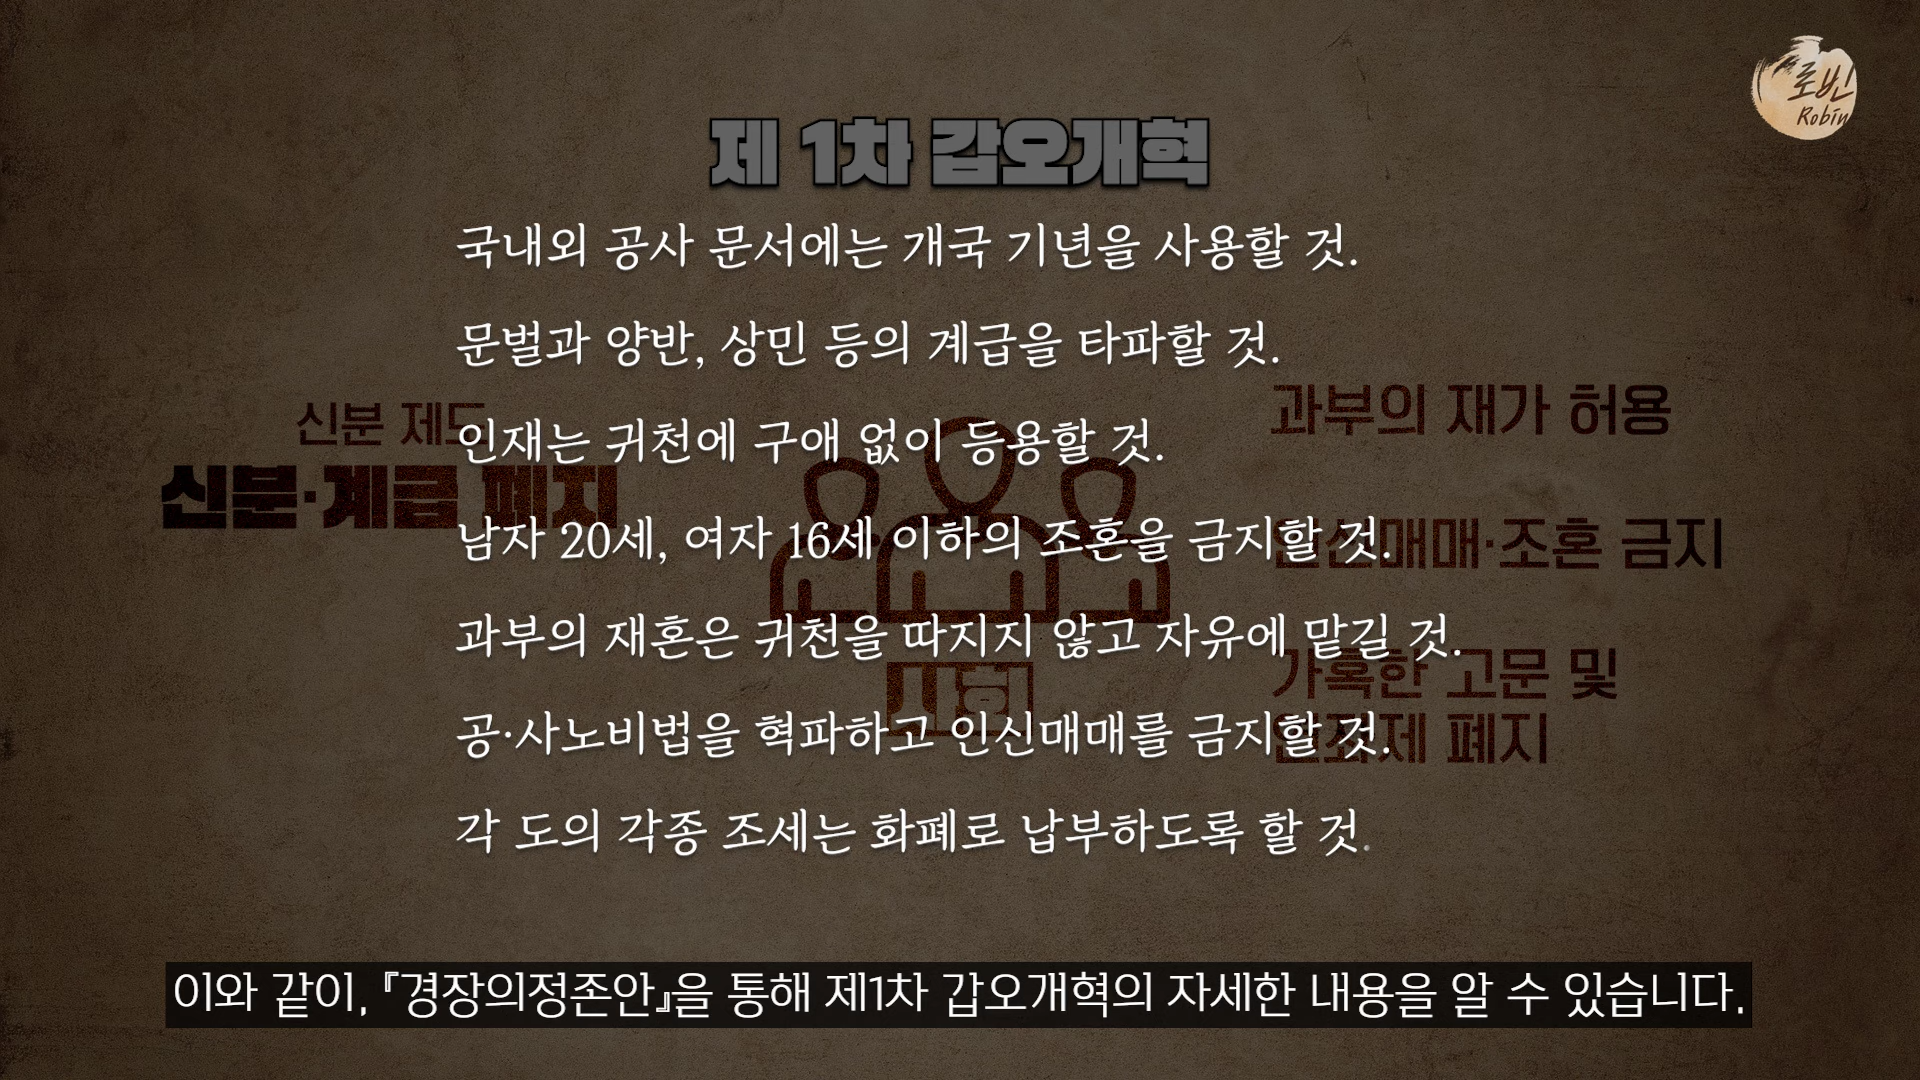 로빈
Robin
제 1차 갑오개혁
국내외 공사 문서에는 개국 기년을 사용할 것.
문벌과 양반, 상민 등의 계급을 타파할 것.
인재는 귀천에 구애 없이 등용할 것.
남자 20세, 여자 16세 이하의 조혼을 금지할 것.
과부의 재혼은 귀천을 따지지 않고 자유에 맡길 것.
공·사노비법을 혁파하고 인신매매를 금지할 것.
각 도의 각종 조세는 화폐로 납부하도록 할 것.
신분 제도
신분·계급 폐지
사회
과부의 재가 허용
인신매매·조혼 금지
가혹한 고문 및
연좌제 폐지
이와 같이, 『경장의정존안』을 통해 제1차 갑오개혁의 자세한 내용을 알 수 있습니다.